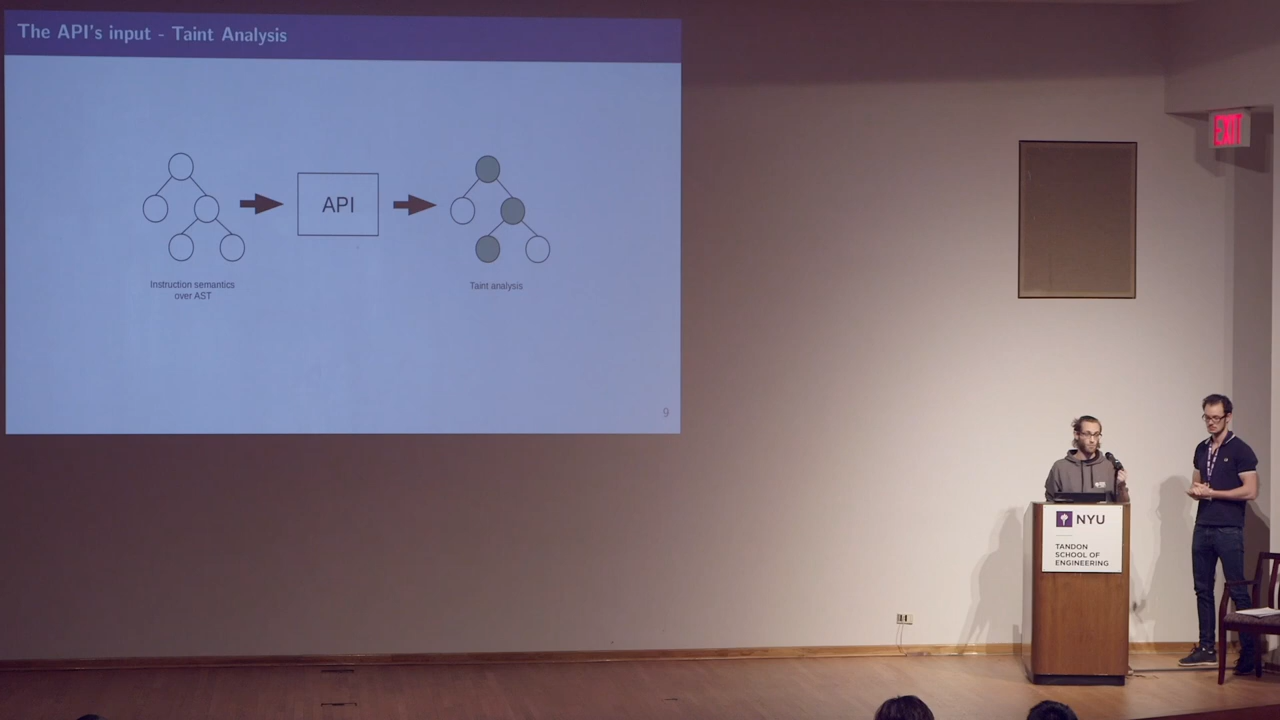 The API's input - Taint Analysis
API
Instruction semantics
over AST
Taint analysis
9
EXIT
NYU
TANDON
SCHOOL OF
ENGINEERING